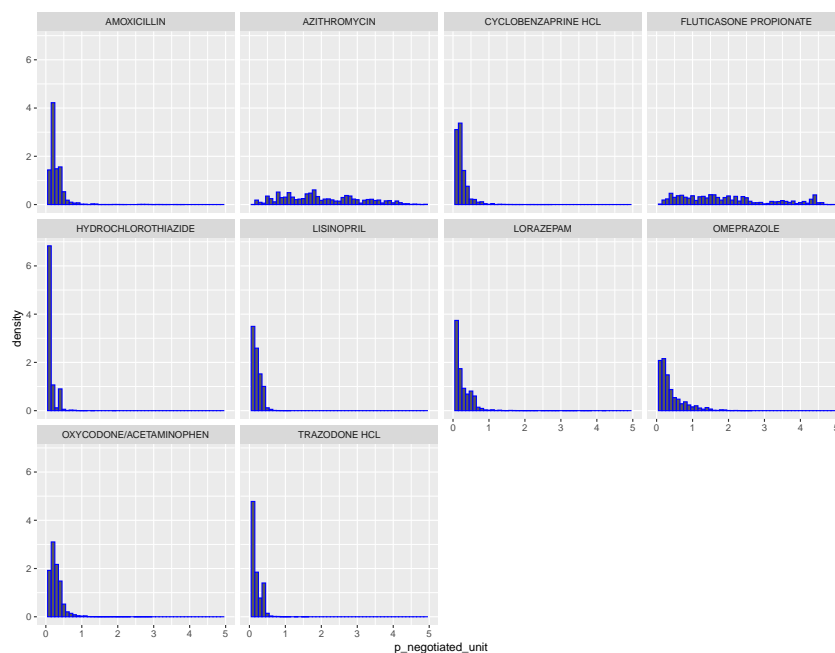 AMOXICILLIN AZITHROMYCIN CYCLOBENZAPRINE HCL FLUTICASONE PROPIONATE
6
4
2
0
HYDROCHLOROTHIAZIDE LISINOPRIL LORAZEPAM OMEPRAZOLE
6
4
2
0
density
0 1 2 3 4 5 0 1 2 3 4 5
OXYCODONE/ACETAMINOPHEN TRAZODONE HCL
6
4
2
0
0 1 2 3 4 5 0 1 2 3 4 5
p_negotiated_unit